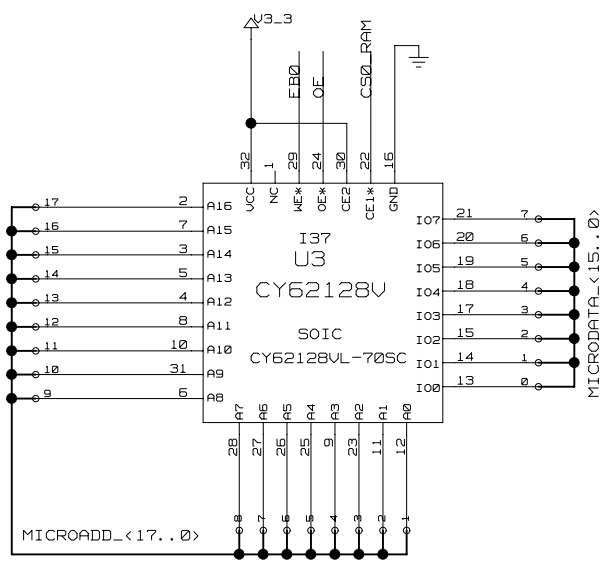 V3_3
EB0
OE
CS0_RAM
32
1
29
24
30
22
16
VCC
NC
WE*
OE*
CE2
CE1*
GND
17 2 A16
16 7 A15
15 3 A14
14 5 A13
13 4 A12
12 8 A11
11 10 A10
10 31 A9
9 6 A8
I37
U3
CY62128V
SOIC
CY62128VL-70SC
IO7 21 7
IO6 20 6
IO5 19 5
IO4 18 4
IO3 17 3
IO2 15 2
IO1 14 1
IO0 13 0
MICRODATA_<15..0>
A7
A6
A5
A4
A3
A2
A1
A0
28
27
26
25
9
23
11
12
8
7
6
5
4
3
2
1
MICROADD_<17..0>